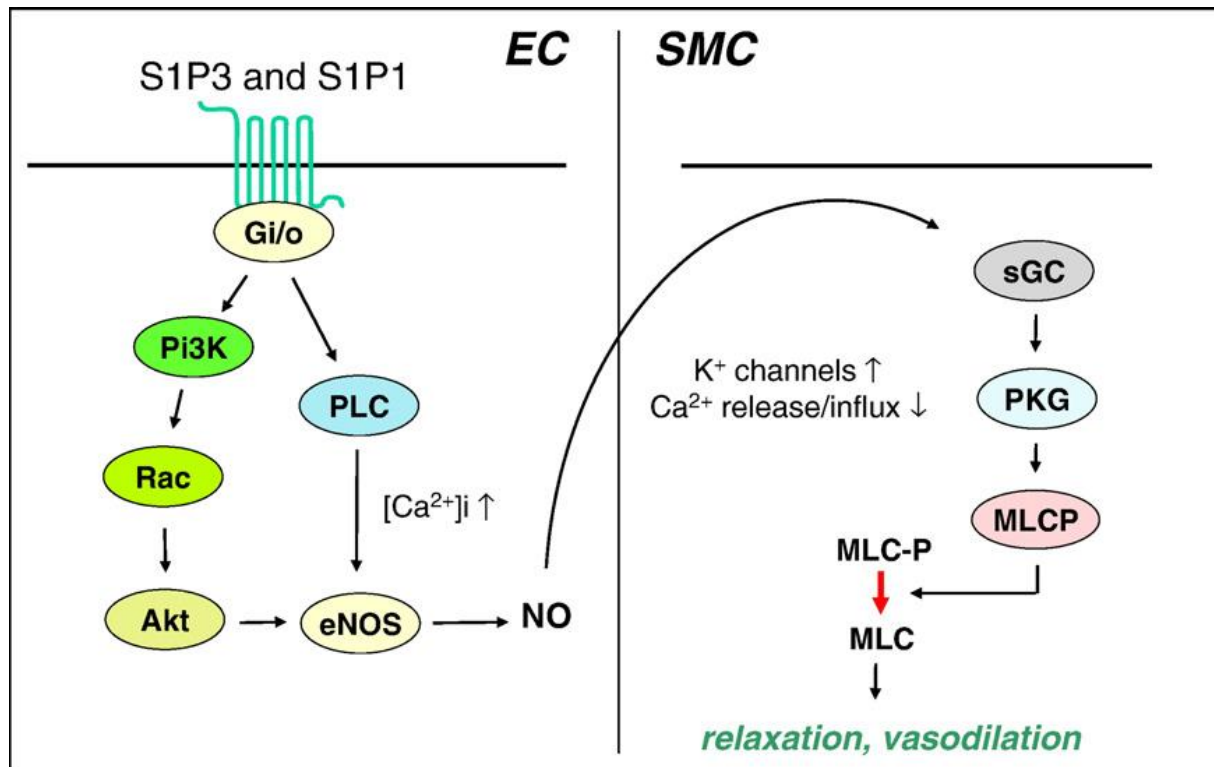 EC
SMC
S1P3 and S1P1
Gi/o
Pi3K
PLC
Rac
[Ca²⁺]i ↑
Akt
eNOS
NO
sGC
K⁺ channels ↑
Ca²⁺ release/influx ↓
PKG
MLCP
MLC-P
MLC
relaxation, vasodilation